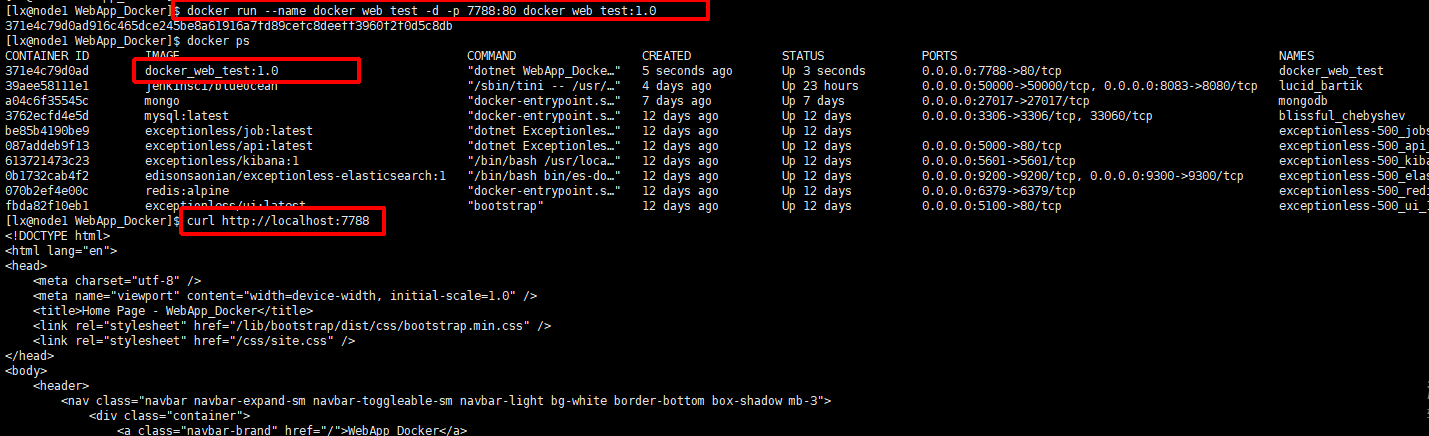 [lx@node1 WebApp_Docker]$ docker run --name docker_web_test -d -p 7788:80 docker_web_test:1.0
371e4c79d0ad916c465dce245be8a61916a7fd89cefc8deeff3960f2f0d5c8db
[lx@node1 WebApp_Docker]$ docker ps
CONTAINER ID IMAGE COMMAND CREATED STATUS PORTS NAMES
371e4c79d0ad docker_web_test:1.0 "dotnet WebApp_Docke…" 5 seconds ago Up 3 seconds 0.0.0.0:7788->80/tcp docker_web_test
39aee58111e1 jenkinsci/blueocean "/sbin/tini -- /usr/…" 4 days ago Up 23 hours 0.0.0.0:50000->50000/tcp, 0.0.0.0:8083->8080/tcp lucid_bartik
a04c6f35545c mongo "docker-entrypoint.s…" 7 days ago Up 7 days 0.0.0.0:27017->27017/tcp mongodb
3762ecfd4e5d mysql:latest "docker-entrypoint.s…" 12 days ago Up 12 days 0.0.0.0:3306->3306/tcp, 33060/tcp blissful_chebyshev
be85b4190be9 exceptionless/job:latest "dotnet Exceptionles…" 12 days ago Up 12 days exceptionless-500_jobs
087addeb9f13 exceptionless/api:latest "dotnet Exceptionles…" 12 days ago Up 12 days 0.0.0.0:5000->80/tcp exceptionless-500_api_
613721473c23 exceptionless/kibana:1 "/bin/bash /usr/loca…" 12 days ago Up 12 days 0.0.0.0:5601->5601/tcp exceptionless-500_kiba
0b1732cab4f2 edisonsaonian/exceptionless-elasticsearch:1 "/bin/bash bin/es-do…" 12 days ago Up 12 days 0.0.0.0:9200->9200/tcp, 0.0.0.0:9300->9300/tcp exceptionless-500_elas
070b2ef4e00c redis:alpine "docker-entrypoint.s…" 12 days ago Up 12 days 0.0.0.0:6379->6379/tcp exceptionless-500_redi
fbda82f10eb1 exceptionless/ui:latest "bootstrap" 12 days ago Up 12 days 0.0.0.0:5100->80/tcp exceptionless-500_ui_1
[lx@node1 WebApp_Docker]$ curl http://localhost:7788
<!DOCTYPE html>
<html lang="en">
<head>
<meta charset="utf-8" />
<meta name="viewport" content="width=device-width, initial-scale=1.0" />
<title>Home Page - WebApp_Docker</title>
<link rel="stylesheet" href="/lib/bootstrap/dist/css/bootstrap.min.css" />
<link rel="stylesheet" href="/css/site.css" />
</head>
<body>
<header>
<nav class="navbar navbar-expand-sm navbar-toggleable-sm navbar-light bg-white border-bottom box-shadow mb-3">
<div class="container">
<a class="navbar-brand" href="/">WebApp_Docker</a>